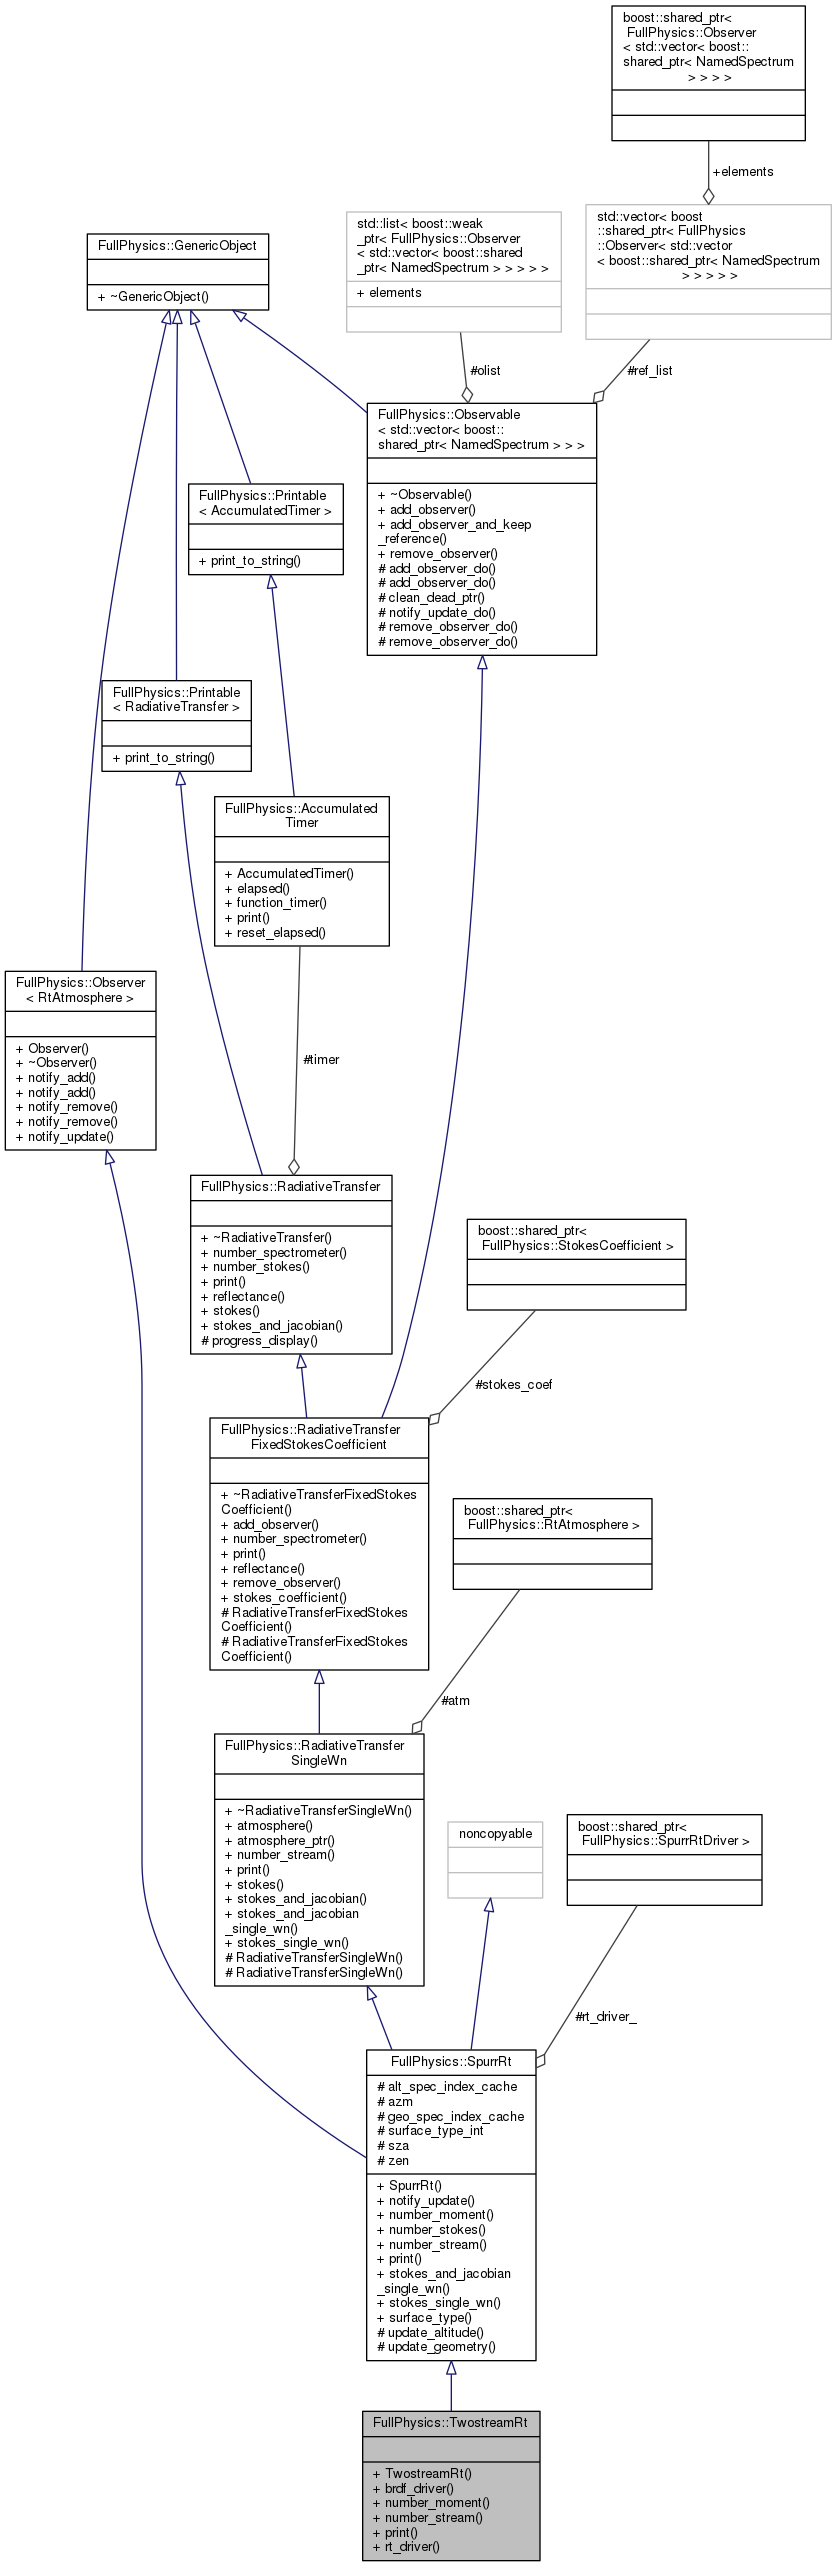 boost::shared_ptr<
FullPhysics::Observer
< std::vector< boost::
shared_ptr< NamedSpectrum
> > > >
+elements
std::vector< boost
::shared_ptr< FullPhysics
::Observer< std::vector
< boost::shared_ptr< NamedSpectrum
> > > > >
std::list< boost::weak
_ptr< FullPhysics::Observer
< std::vector< boost::shared
_ptr< NamedSpectrum > > > > >
+ elements
FullPhysics::GenericObject
+ ~GenericObject()
#olist
#ref_list
FullPhysics::Observable
< std::vector< boost::
shared_ptr< NamedSpectrum > > >
+ ~Observable()
+ add_observer()
+ add_observer_and_keep
_reference()
+ remove_observer()
# add_observer_do()
# add_observer_do()
# clean_dead_ptr()
# notify_update_do()
# remove_observer_do()
# remove_observer_do()
FullPhysics::Printable
< AccumulatedTimer >
+ print_to_string()
FullPhysics::Printable
< RadiativeTransfer >
+ print_to_string()
FullPhysics::Accumulated
Timer
+ AccumulatedTimer()
+ elapsed()
+ function_timer()
+ print()
+ reset_elapsed()
FullPhysics::Observer
< RtAtmosphere >
+ Observer()
+ ~Observer()
+ notify_add()
+ notify_add()
+ notify_remove()
+ notify_remove()
+ notify_update()
#timer
FullPhysics::RadiativeTransfer
+ ~RadiativeTransfer()
+ number_spectrometer()
+ number_stokes()
+ print()
+ reflectance()
+ stokes()
+ stokes_and_jacobian()
# progress_display()
boost::shared_ptr<
FullPhysics::StokesCoefficient >
#stokes_coef
FullPhysics::RadiativeTransfer
FixedStokesCoefficient
+ ~RadiativeTransferFixedStokes
Coefficient()
+ add_observer()
+ number_spectrometer()
+ print()
+ reflectance()
+ remove_observer()
+ stokes_coefficient()
# RadiativeTransferFixedStokes
Coefficient()
# RadiativeTransferFixedStokes
Coefficient()
boost::shared_ptr<
FullPhysics::RtAtmosphere >
#atm
FullPhysics::RadiativeTransfer
SingleWn
+ ~RadiativeTransferSingleWn()
+ atmosphere()
+ atmosphere_ptr()
+ number_stream()
+ print()
+ stokes()
+ stokes_and_jacobian()
+ stokes_and_jacobian
_single_wn()
+ stokes_single_wn()
# RadiativeTransferSingleWn()
# RadiativeTransferSingleWn()
noncopyable
boost::shared_ptr<
FullPhysics::SpurrRtDriver >
#rt_driver_
FullPhysics::SpurrRt
# alt_spec_index_cache
# azm
# geo_spec_index_cache
# surface_type_int
# sza
# zen
+ SpurrRt()
+ notify_update()
+ number_moment()
+ number_stokes()
+ number_stream()
+ print()
+ stokes_and_jacobian
_single_wn()
+ stokes_single_wn()
+ surface_type()
# update_altitude()
# update_geometry()
FullPhysics::TwostreamRt
+ TwostreamRt()
+ brdf_driver()
+ number_moment()
+ number_stream()
+ print()
+ rt_driver()